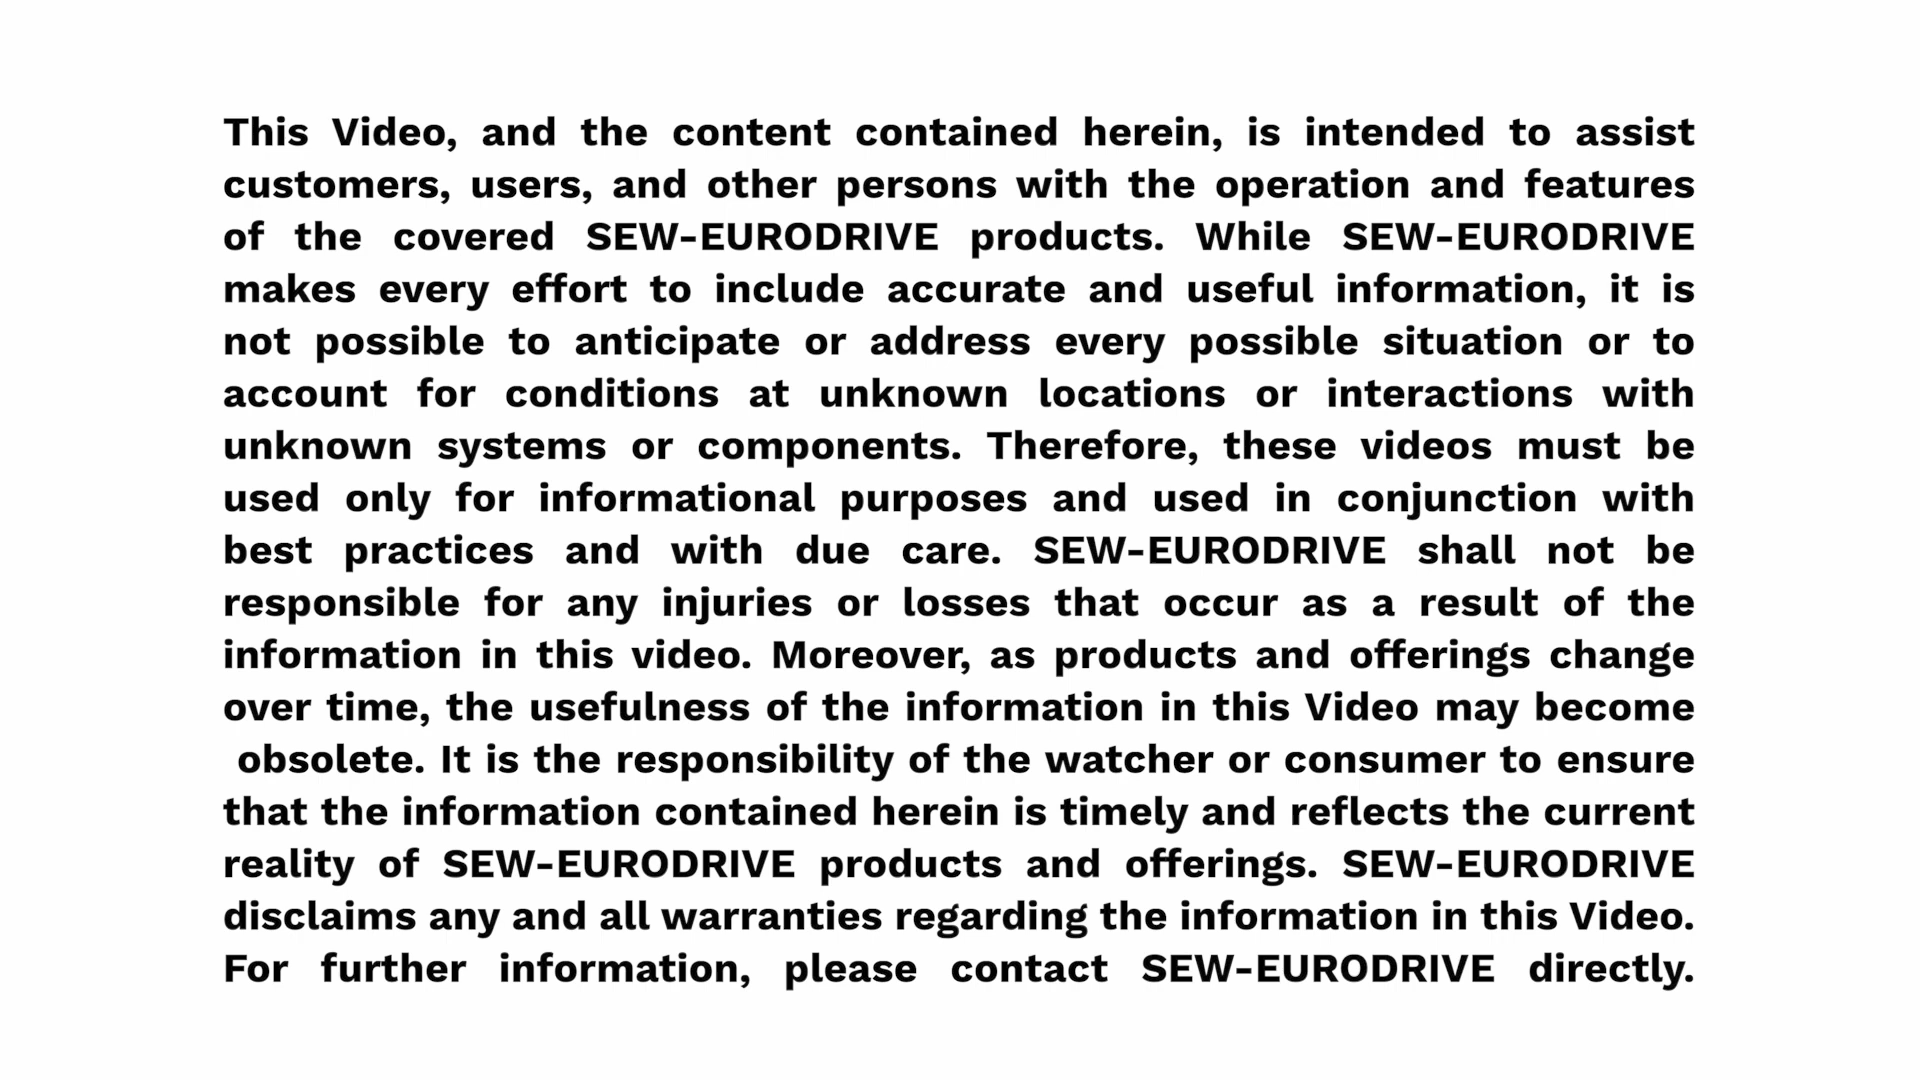 This Video, and the content contained herein, is intended to assist
customers, users, and other persons with the operation and features
of the covered SEW-EURODRIVE products. While SEW-EURODRIVE
makes every effort to include accurate and useful information, it is
not possible to anticipate or address every possible situation or to
account for conditions at unknown locations or interactions with
unknown systems or components. Therefore, these videos must be
used only for informational purposes and used in conjunction with
best practices and with due care. SEW-EURODRIVE shall not be
responsible for any injuries or losses that occur as a result of the
information in this video. Moreover, as products and offerings change
over time, the usefulness of the information in this Video may become
obsolete. It is the responsibility of the watcher or consumer to ensure
that the information contained herein is timely and reflects the current
reality of SEW-EURODRIVE products and offerings. SEW-EURODRIVE
disclaims any and all warranties regarding the information in this Video.
For further information, please contact SEW-EURODRIVE directly.